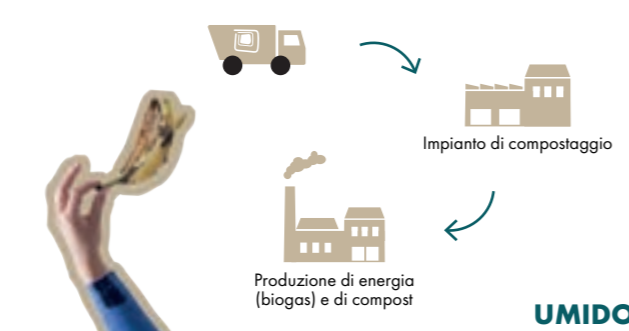 Impianto di compostaggio
Produzione di energia
(biogas) e di compost
UMIDO